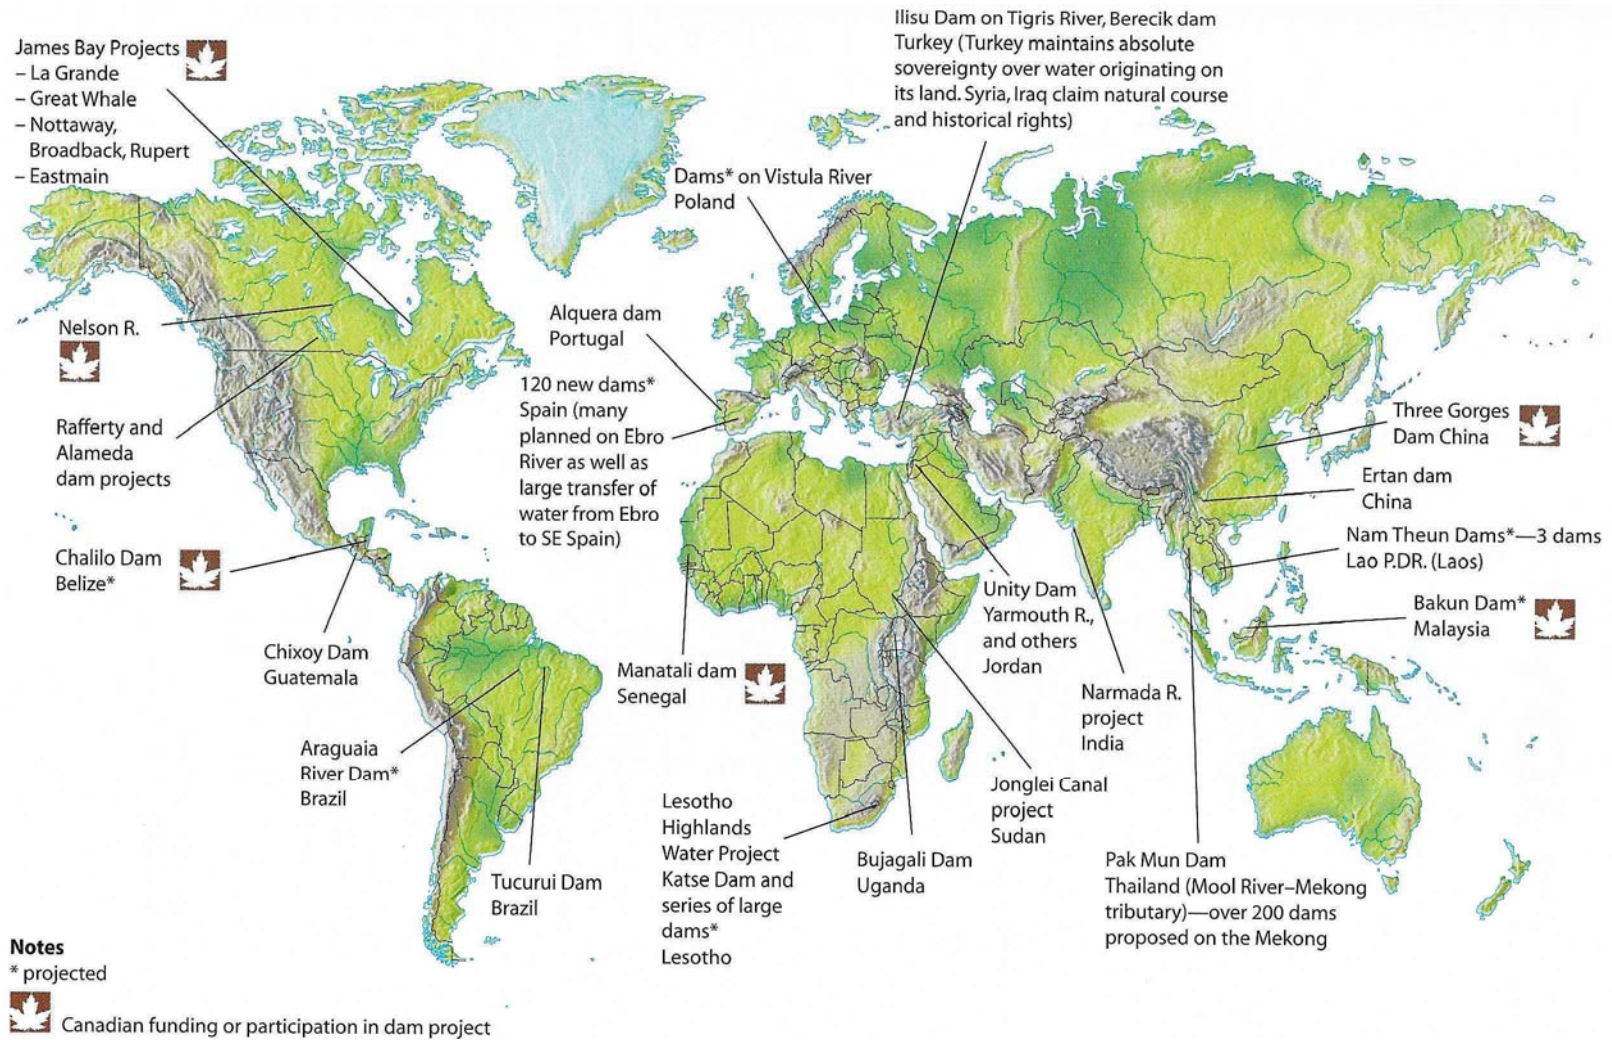 James Bay Projects
– La Grande
– Great Whale
– Nottaway,
Broadback, Rupert
– Eastmain
Ilisu Dam on Tigris River, Berecik dam
Turkey (Turkey maintains absolute
sovereignty over water originating on
its land. Syria, Iraq claim natural course
and historical rights)
Dams* on Vistula River
Poland
Nelson R.
Alquera dam
Portugal
Rafferty and
Alameda
dam projects
120 new dams*
Spain (many
planned on Ebro
River as well as
large transfer of
water from Ebro
to SE Spain)
Three Gorges
Dam China
Ertan dam
China
Nam Theun Dams*—3 dams
Lao P.DR. (Laos)
Bakun Dam*
Malaysia
Chalilo Dam
Belize*
Chixoy Dam
Guatemala
Manatali dam
Senegal
Unity Dam
Yarmouth R.,
and others
Jordan
Narmada R.
project
India
Araguaia
River Dam*
Brazil
Tucurui Dam
Brazil
Lesotho
Highlands
Water Project
Katse Dam and
series of large
dams*
Lesotho
Bujagali Dam
Uganda
Jonglei Canal
project
Sudan
Pak Mun Dam
Thailand (Mool River–Mekong
tributary)—over 200 dams
proposed on the Mekong
Notes
* projected
Canadian funding or participation in dam project